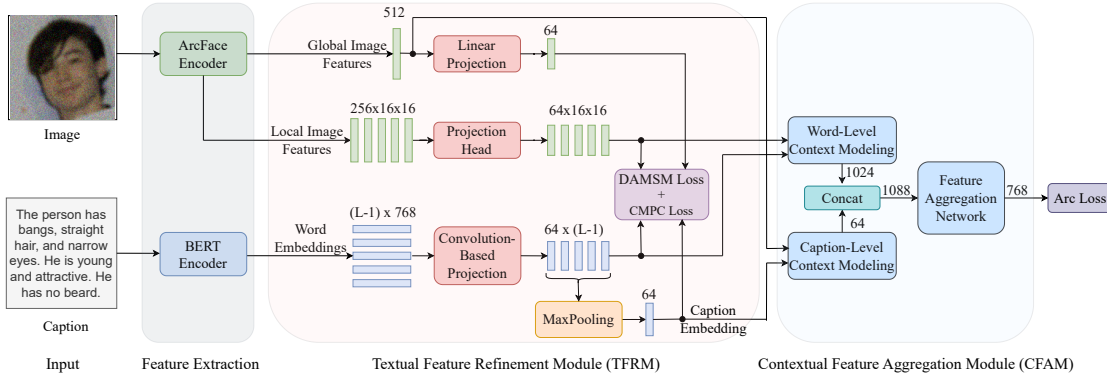 Image
The person has
bangs, straight
hair, and narrow
eyes. He is young
and attractive. He
has no beard.
Caption
Input
ArcFace
Encoder
BERT
Encoder
Feature Extraction
Global Image
Features
512
Linear
Projection
64
Local Image
Features
256x16x16
Projection
Head
64x16x16
DAMSM Loss
+
CMPC Loss
Word
Embeddings
(L-1) x 768
Convolution-
Based
Projection
64 x (L-1)
MaxPooling
64
Caption
Embedding
Textual Feature Refinement Module (TFRM)
Word-Level
Context Modeling
1024
Concat
1088
64
Caption-Level
Context Modeling
Feature
Aggregation
Network
768
Arc Loss
Contextual Feature Aggregation Module (CFAM)